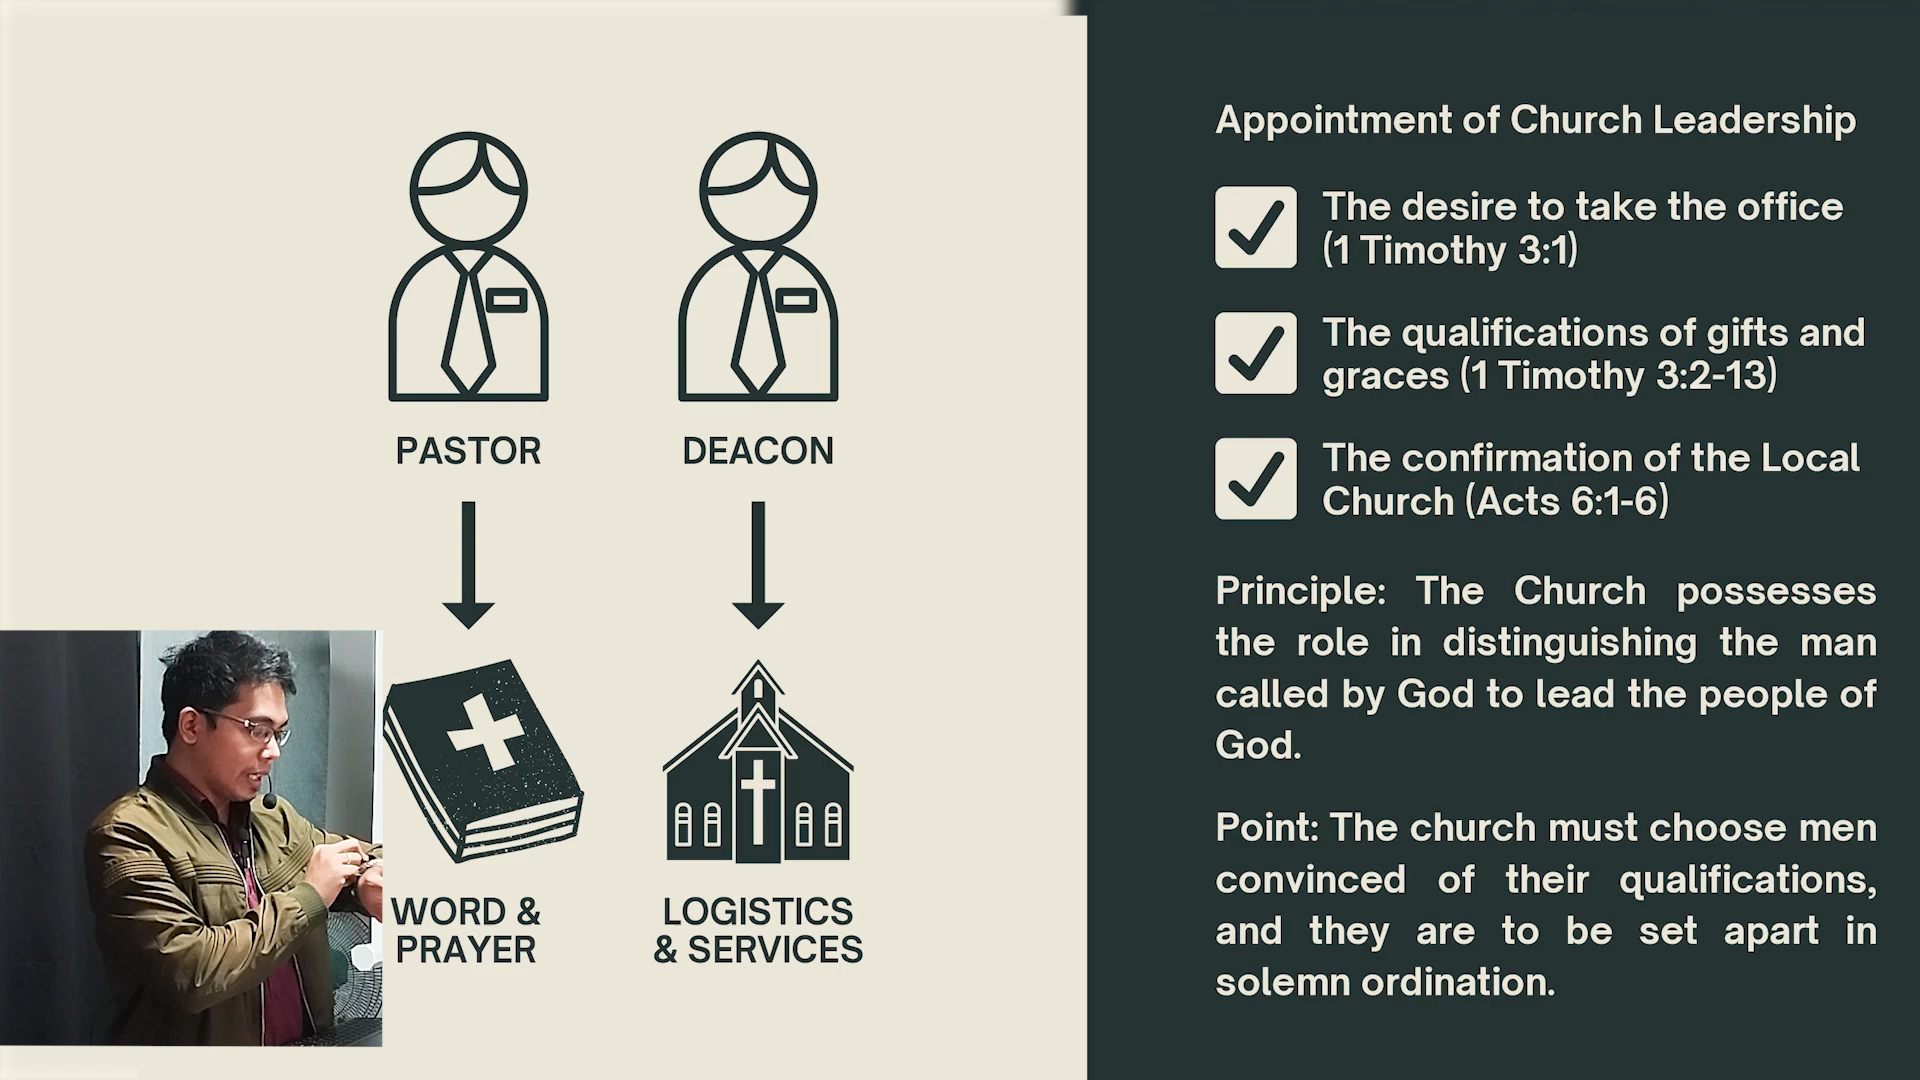 PASTOR
DEACON
WORD &
PRAYER
LOGISTICS
& SERVICES
Appointment of Church Leadership
The desire to take the office
(1 Timothy 3:1)
The qualifications of gifts and
graces (1 Timothy 3:2-13)
The confirmation of the Local
Church (Acts 6:1-6)
Principle: The Church possesses
the role in distinguishing the man
called by God to lead the people of
God.
Point: The church must choose men
convinced of their qualifications,
and they are to be set apart in
solemn ordination.